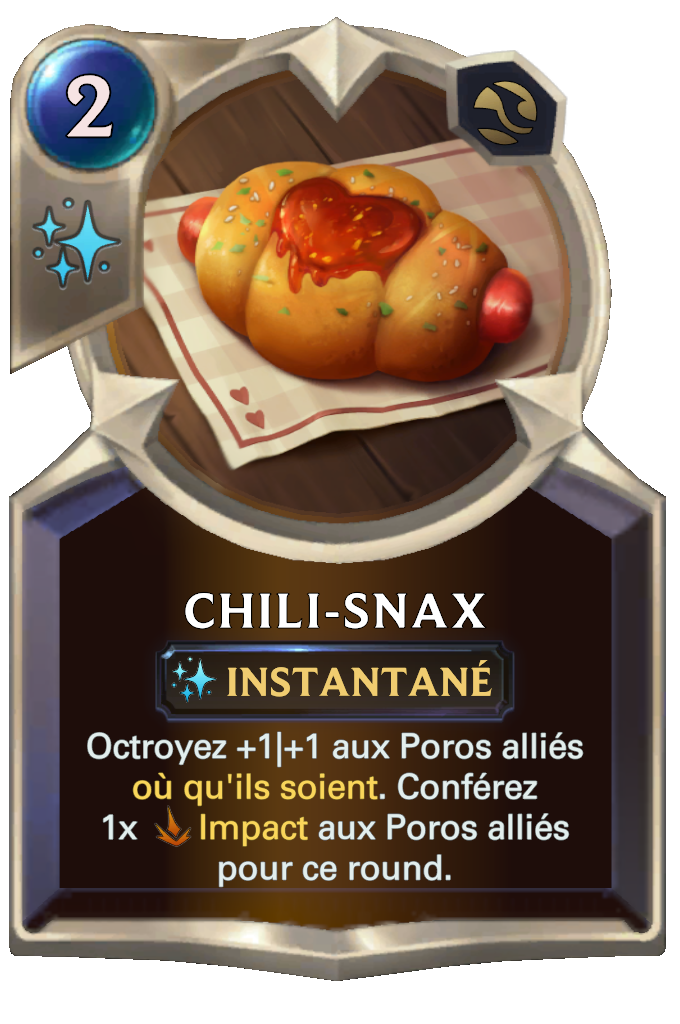 2
CHILI-SNAX
INSTANTANÉ
Octroyez +1|+1 aux Poros alliés
où qu'ils soient. Conférez
1x Impact aux Poros alliés
pour ce round.